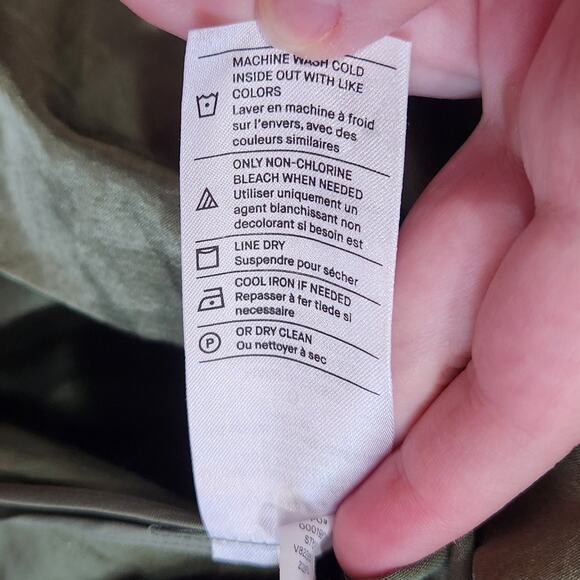 MACHINE WASH COLD
INSIDE OUT WITH LIKE
COLORS
Laver en machine à froid
sur l'envers, avec des
couleurs similaires
ONLY NON-CHLORINE
BLEACH WHEN NEEDED
Utiliser uniquement un
agent blanchissant non
decolorant si besoin est
LINE DRY
Suspendre pour sécher
COOL IRON IF NEEDED
Repasser à fer tiede si
necessaire
P
OR DRY CLEAN
Ou nettoyer à sec